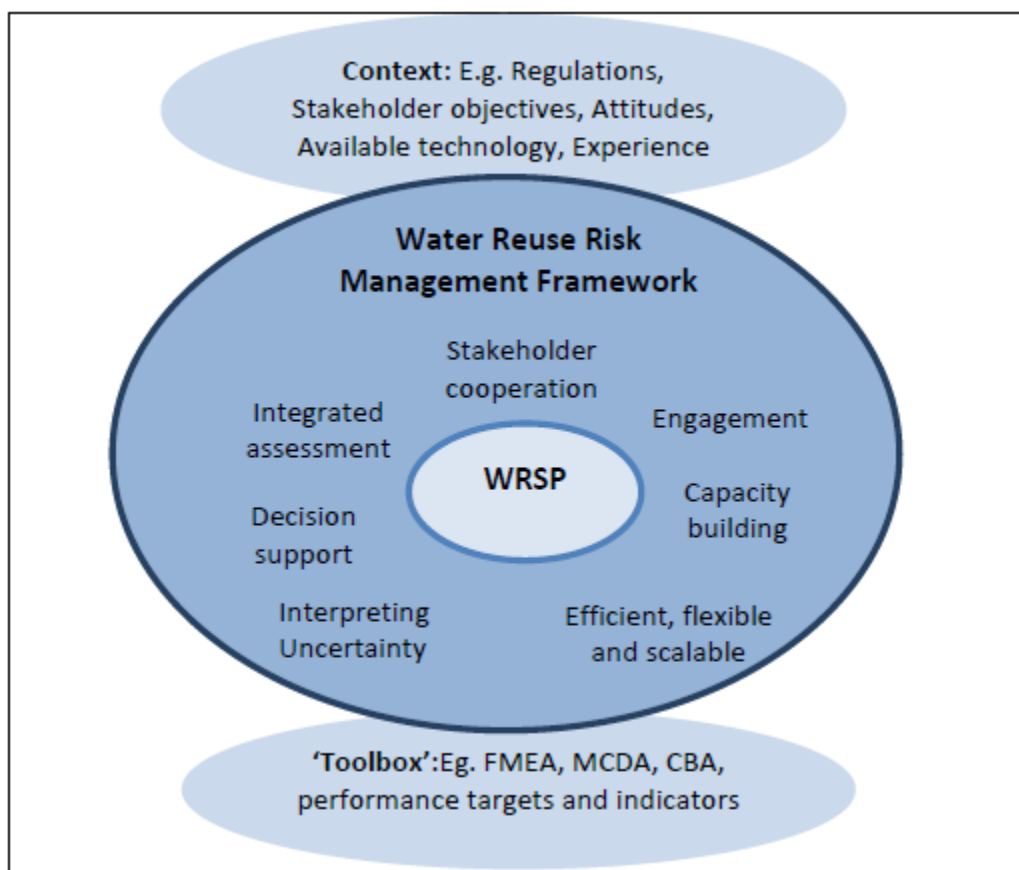 Context: E.g. Regulations,
Stakeholder objectives, Attitudes,
Available technology, Experience
Water Reuse Risk
Management Framework
Stakeholder
cooperation
Integrated
assessment
Engagement
WRSP
Capacity
building
Decision
support
Interpreting
Uncertainty
Efficient, flexible
and scalable
‘Toolbox’:Eg. FMEA, MCDA, CBA,
performance targets and indicators